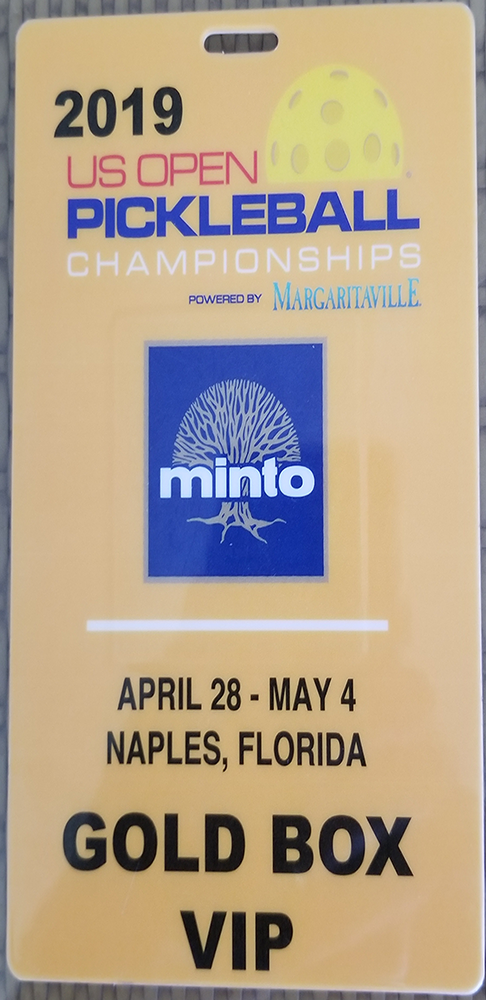 2019
US OPEN
PICKLEBALL
CHAMPIONSHIPS
POWERED BY MARGARITAVILLE
minto
APRIL 28 - MAY 4
NAPLES, FLORIDA
GOLD BOX
VIP